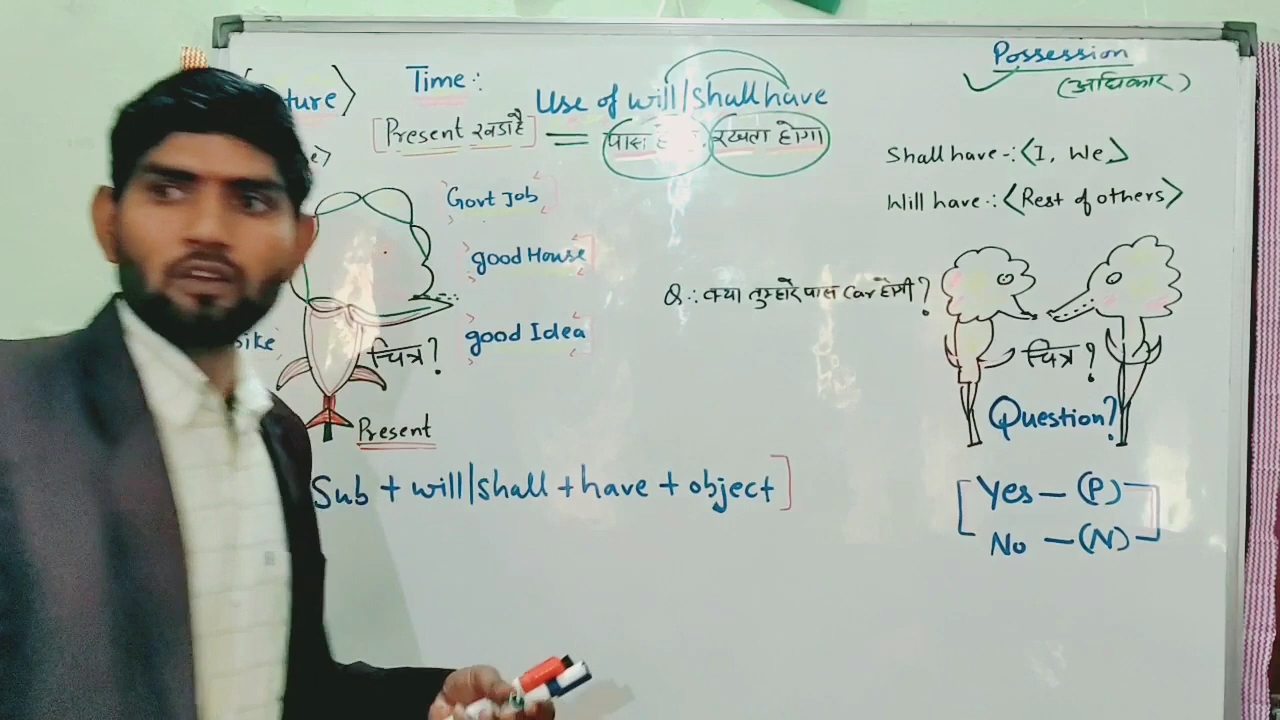 Time :
Use of will/shall have
Possession
(अधिकार)
[Present खड़ा है] = पास रखता होगा
Shall have -: <I, We>
Will have -: <Rest of others>
Govt Job
good House
good Idea
Q.: क्या तुम्हारे पास Car होगी?
चित्र?
Present
चित्र?
Question?
Sub + will/shall + have + object]
[Yes — (P)]
No — (N)